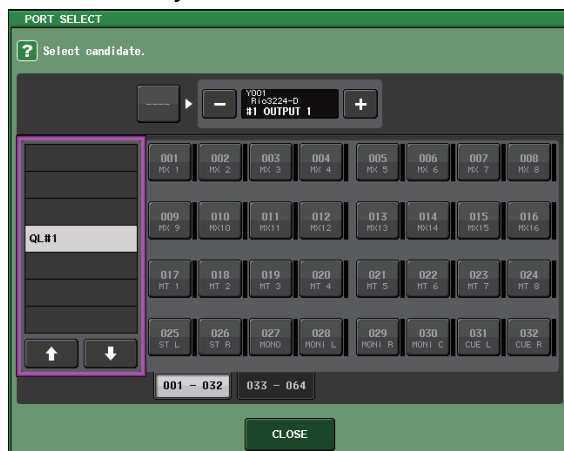 PORT SELECT
? Select candidate.
---- Y001
Rio3224-D
#1 OUTPUT 1
001 002 003 004 005 006 007 008
MX 1 MX 2 MX 3 MX 4 MX 5 MX 6 MX 7 MX 8
009 010 011 012 013 014 015 016
MX 9 MX10 MX11 MX12 MX13 MX14 MX15 MX16
QL#1
017 018 019 020 021 022 023 024
MT 1 MT 2 MT 3 MT 4 MT 5 MT 6 MT 7 MT 8
025 026 027 028 029 030 031 032
ST L ST R MONO MONI L MONI R MONI C CUE L CUE R
001 - 032 033 - 064
CLOSE